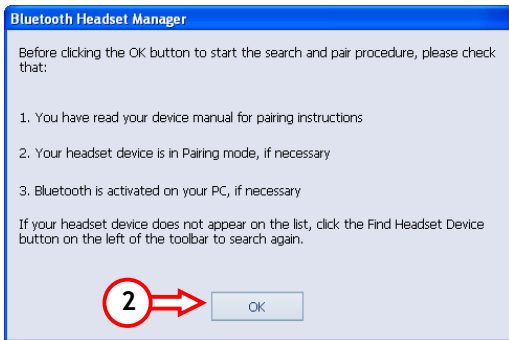 Bluetooth Headset Manager
Before clicking the OK button to start the search and pair procedure, please check
that:
1. You have read your device manual for pairing instructions
2. Your headset device is in Pairing mode, if necessary
3. Bluetooth is activated on your PC, if necessary
If your headset device does not appear on the list, click the Find Headset Device
button on the left of the toolbar to search again.
2
OK